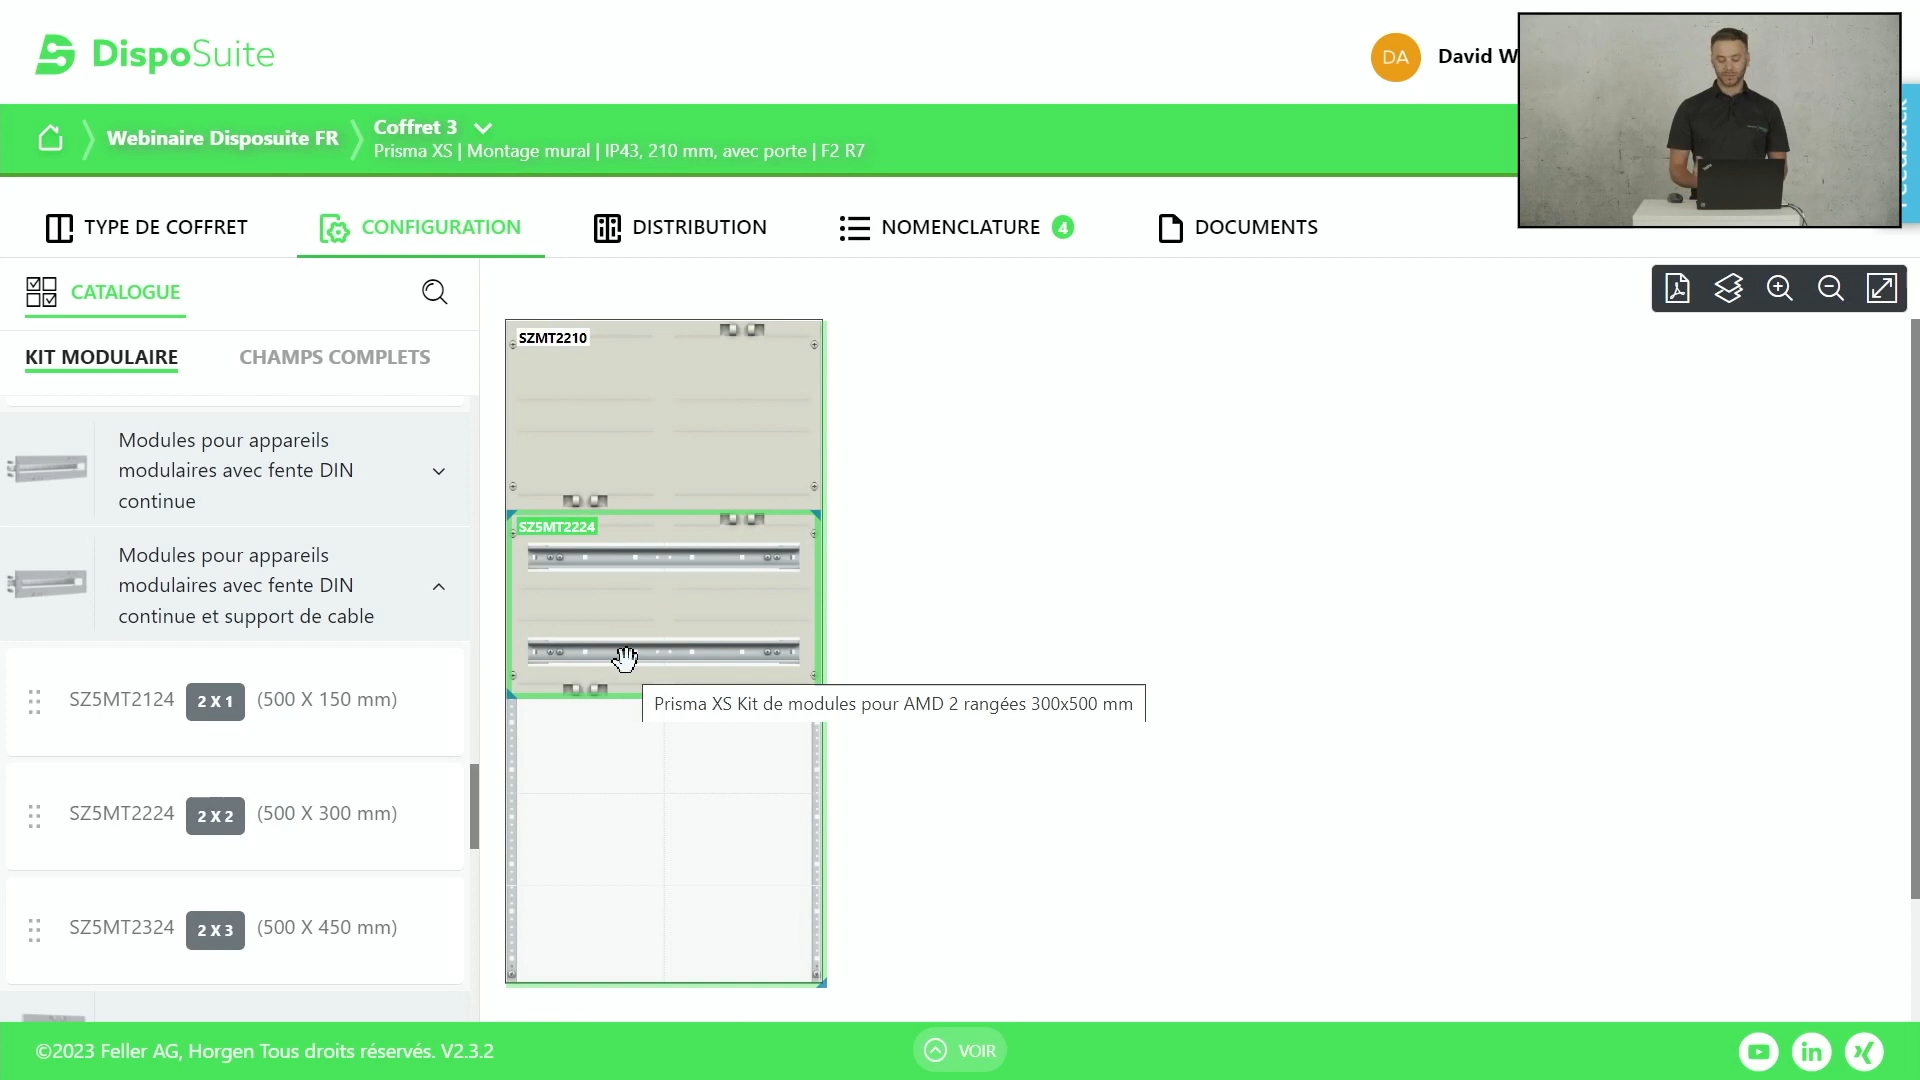 DispoSuite
DA
David W
Webinaire Disposuite FR
Coffret 3
Prisma XS | Montage mural | IP43, 210 mm, avec porte | F2 R7
TYPE DE COFFRET
CONFIGURATION
DISTRIBUTION
NOMENCLATURE 4
DOCUMENTS
CATALOGUE
KIT MODULAIRE
CHAMPS COMPLETS
Modules pour appareils
modulaires avec fente DIN
continue
Modules pour appareils
modulaires avec fente DIN
continue et support de cable
SZ5MT2124 2 X 1 (500 X 150 mm)
SZ5MT2224 2 X 2 (500 X 300 mm)
SZ5MT2324 2 X 3 (500 X 450 mm)
SZMT2210
SZ5MT2224
Prisma XS Kit de modules pour AMD 2 rangées 300x500 mm
©2023 Feller AG, Horgen Tous droits réservés. V2.3.2
VOIR
in